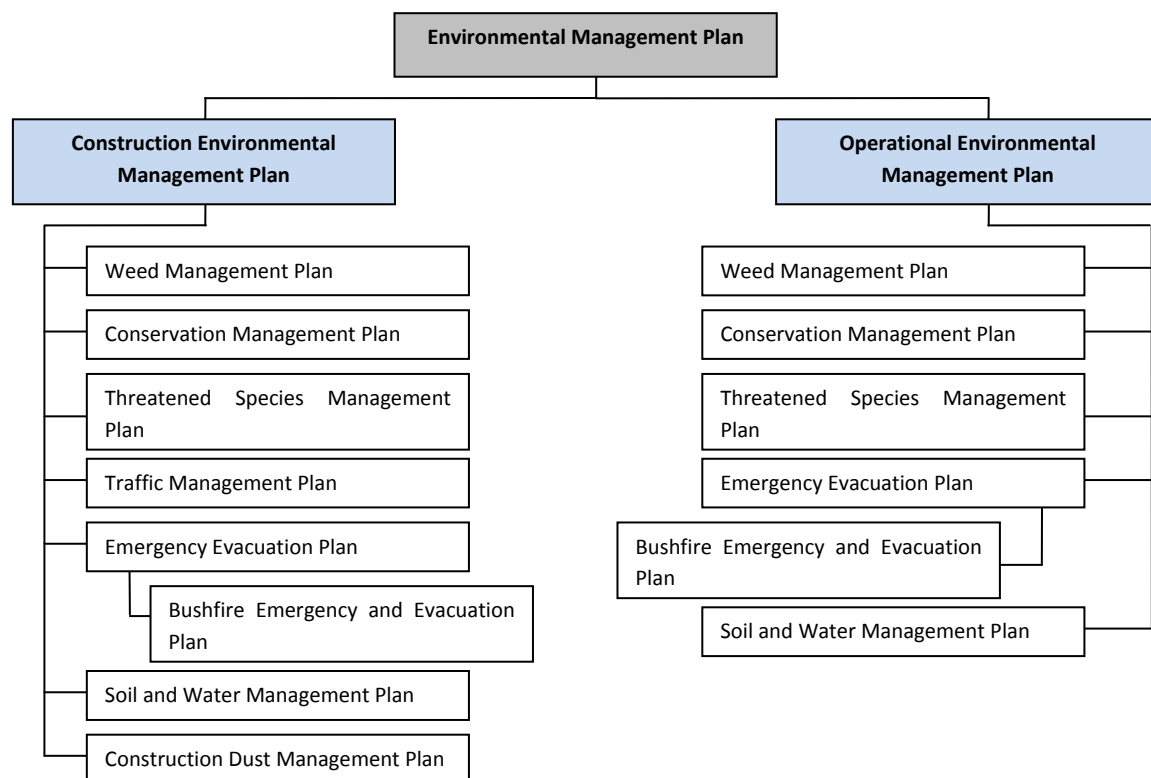 Environmental Management Plan
Construction Environmental
Management Plan
Weed Management Plan
Conservation Management Plan
Threatened Species Management
Plan
Traffic Management Plan
Emergency Evacuation Plan
Bushfire Emergency and Evacuation
Plan
Soil and Water Management Plan
Construction Dust Management Plan
Operational Environmental
Management Plan
Weed Management Plan
Conservation Management Plan
Threatened Species Management
Plan
Emergency Evacuation Plan
Bushfire Emergency and Evacuation
Plan
Soil and Water Management Plan